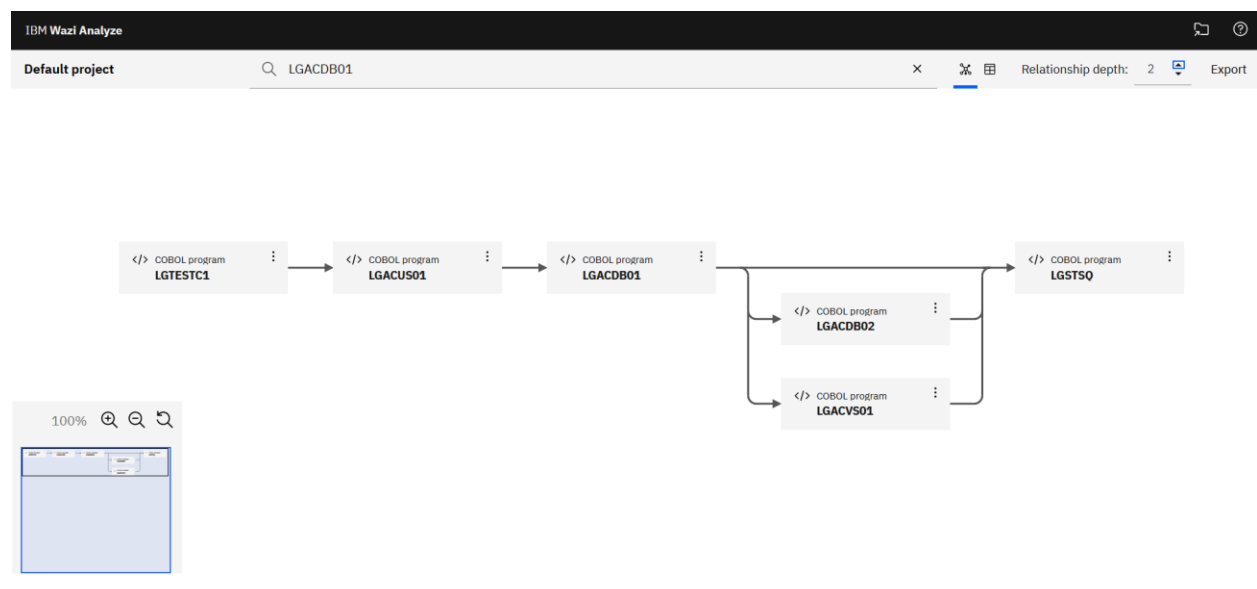 IBM Wazi Analyze
Default project LGACDB01 Relationship depth: 2 Export
</> COBOL program
LGTESTC1
</> COBOL program
LGACUS01
</> COBOL program
LGACDB01
</> COBOL program
LGSTSQ
</> COBOL program
LGACDB02
</> COBOL program
LGACVS01
100%